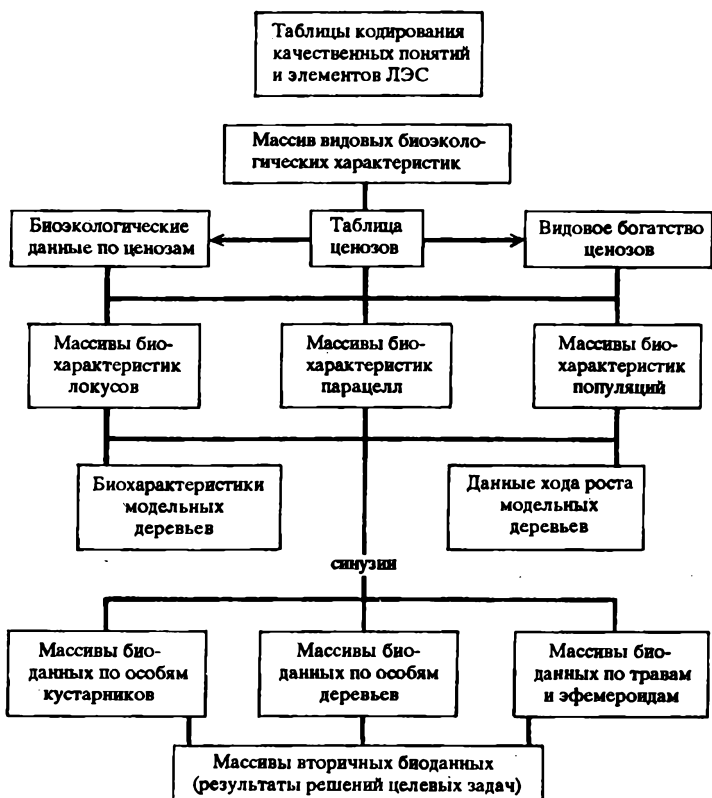 Таблицы кодирования
качественных понятий
и элементов ЛЭС
Массив видовых биоэколо-
гических характеристик
Биоэкологические
данные по ценозам
Таблица
ценозов
Видовое богатство
ценозов
Массивы био-
характеристик
локусов
Массивы био-
характеристик
парацелл
Массивы био-
характеристик
популяций
Биохарактеристики
модельных
деревьев
Данные хода роста
модельных
деревьев
синузии
Массивы био-
данных по особям
кустарников
Массивы био-
данных по особям
деревьев
Массивы био-
данных по травам
и эфемероидам
Массивы вторичных биоданных
(результаты решений целевых задач)